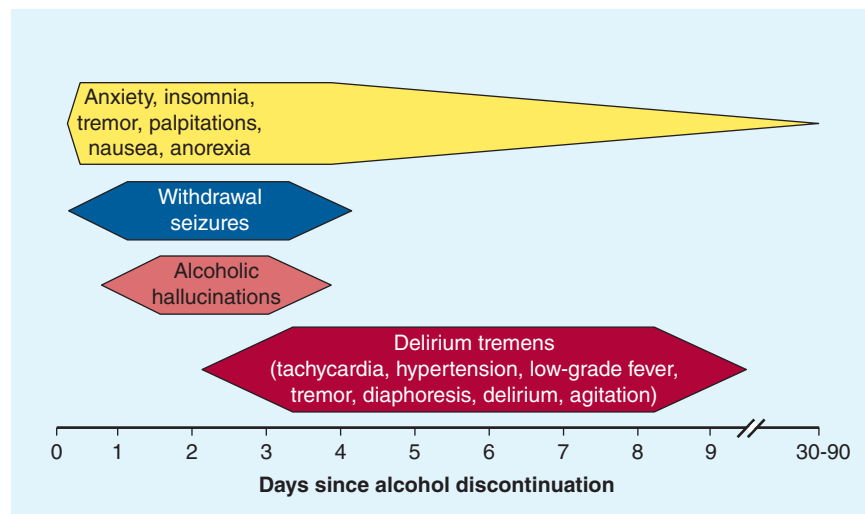 Anxiety, insomnia,
tremor, palpitations,
nausea, anorexia
Withdrawal
seizures
Alcoholic
hallucinations
Delirium tremens
(tachycardia, hypertension, low-grade fever,
tremor, diaphoresis, delirium, agitation)
0 1 2 3 4 5 6 7 8 9 30-90
Days since alcohol discontinuation